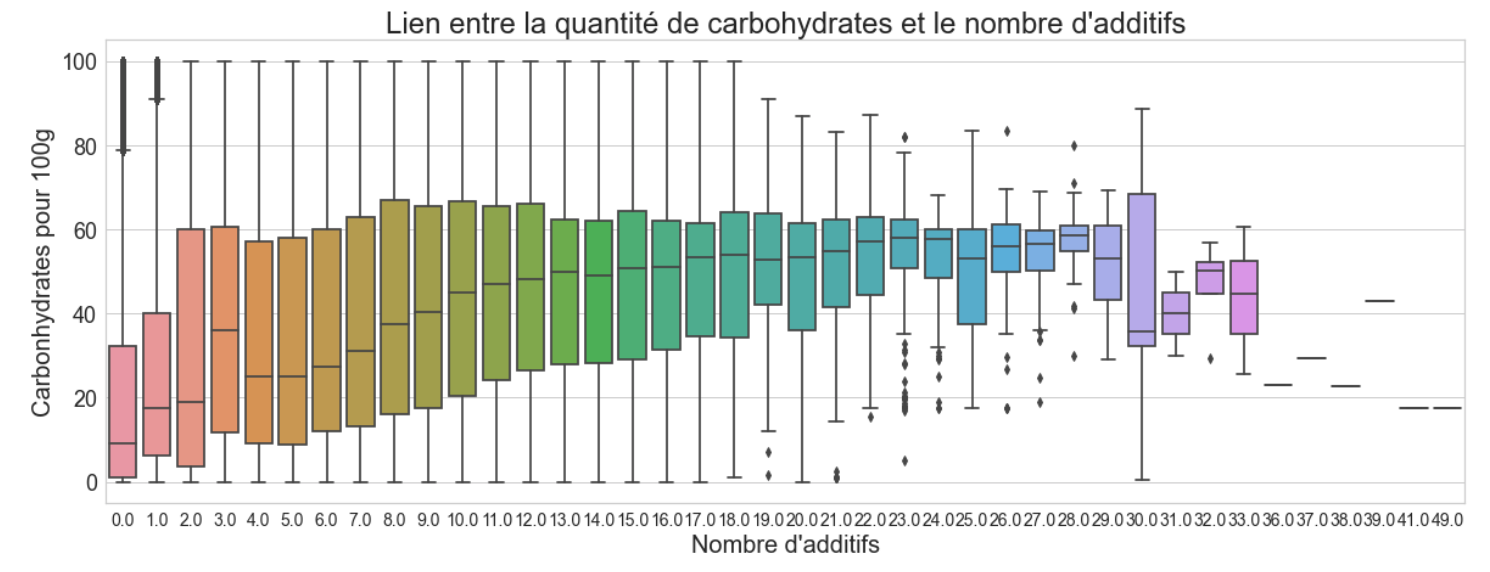 Lien entre la quantité de carbohydrates et le nombre d'additifs
100
80
60
40
20
0
Carbonhydrates pour 100g
0.0 1.0 2.0 3.0 4.0 5.0 6.0 7.0 8.0 9.0 10.0 11.0 12.0 13.0 14.0 15.0 16.0 17.0 18.0 19.0 20.0 21.0 22.0 23.0 24.0 25.0 26.0 27.0 28.0 29.0 30.0 31.0 32.0 33.0 36.0 37.0 38.0 39.0 41.0 49.0
Nombre d'additifs